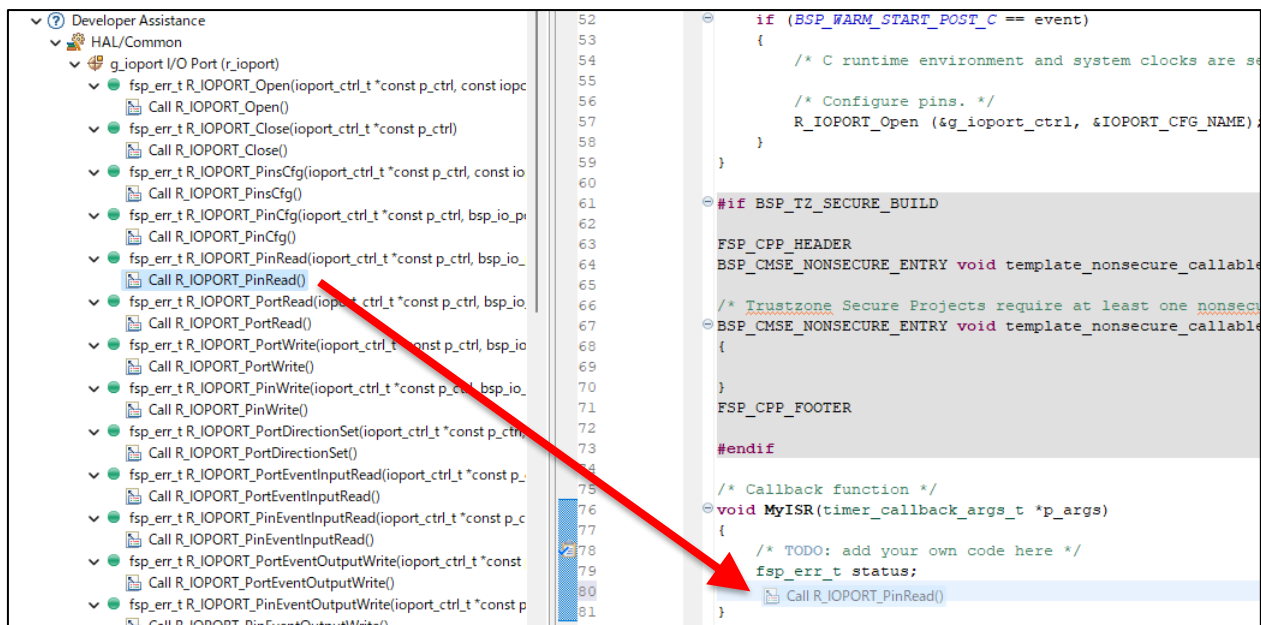 Developer Assistance
HAL/Common
g_ioport I/O Port (r_ioport)
fsp_err_t R_IOPORT_Open(ioport_ctrl_t *const p_ctrl, const iopo
Call R_IOPORT_Open()
fsp_err_t R_IOPORT_Close(ioport_ctrl_t *const p_ctrl)
Call R_IOPORT_Close()
fsp_err_t R_IOPORT_PinsCfg(ioport_ctrl_t *const p_ctrl, const io
Call R_IOPORT_PinsCfg()
fsp_err_t R_IOPORT_PinCfg(ioport_ctrl_t *const p_ctrl, bsp_io_po
Call R_IOPORT_PinCfg()
fsp_err_t R_IOPORT_PinRead(ioport_ctrl_t *const p_ctrl, bsp_io_
Call R_IOPORT_PinRead()
fsp_err_t R_IOPORT_PortRead(ioport_ctrl_t *const p_ctrl, bsp_io_
Call R_IOPORT_PortRead()
fsp_err_t R_IOPORT_PortWrite(ioport_ctrl_t *const p_ctrl, bsp_io
Call R_IOPORT_PortWrite()
fsp_err_t R_IOPORT_PinWrite(ioport_ctrl_t *const p_ctrl, bsp_io_
Call R_IOPORT_PinWrite()
fsp_err_t R_IOPORT_PortDirectionSet(ioport_ctrl_t *const p_ctrl,
Call R_IOPORT_PortDirectionSet()
fsp_err_t R_IOPORT_PortEventInputRead(ioport_ctrl_t *const p_
Call R_IOPORT_PortEventInputRead()
fsp_err_t R_IOPORT_PinEventInputRead(ioport_ctrl_t *const p_c
Call R_IOPORT_PinEventInputRead()
fsp_err_t R_IOPORT_PortEventOutputWrite(ioport_ctrl_t *const
Call R_IOPORT_PortEventOutputWrite()
fsp_err_t R_IOPORT_PinEventOutputWrite(ioport_ctrl_t *const p
Call R_IOPORT_PinEventOutputWrite()
52 if (BSP_WARM_START_POST_C == event)
53 {
54 /* C runtime environment and system clocks are se
55
56 /* Configure pins. */
57 R_IOPORT_Open (&g_ioport_ctrl, &IOPORT_CFG_NAME);
58 }
59 }
60
61 #if BSP_TZ_SECURE_BUILD
62
63 FSP_CPP_HEADER
64 BSP_CMSE_NONSECURE_ENTRY void template_nonsecure_callable
65
66 /* Trustzone Secure Projects require at least one nonsecu
67 BSP_CMSE_NONSECURE_ENTRY void template_nonsecure_callable
68 {
69
70 }
71 FSP_CPP_FOOTER
72
73 #endif
74
75 /* Callback function */
76 void MyISR(timer_callback_args_t *p_args)
77 {
78 /* TODO: add your own code here */
79 fsp_err_t status;
80 Call R_IOPORT_PinRead()
81 }